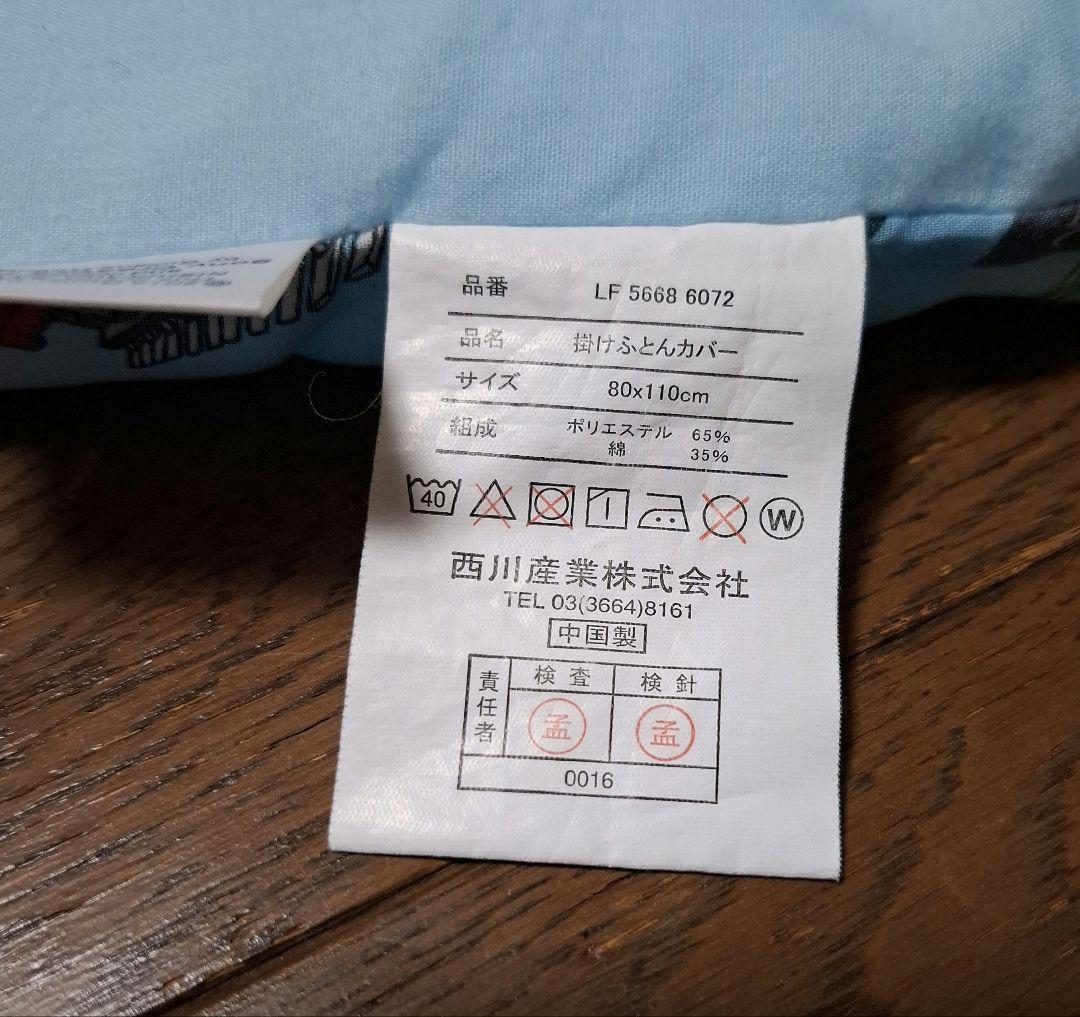 品番 LF 5668 6072
品名 掛けふとんカバー
サイズ 80x110cm
組成 ポリエステル 65%
綿 35%
40 W
西川産業株式会社
TEL 03(3664)8161
中国製
責任者 検査 検針
孟 孟
0016